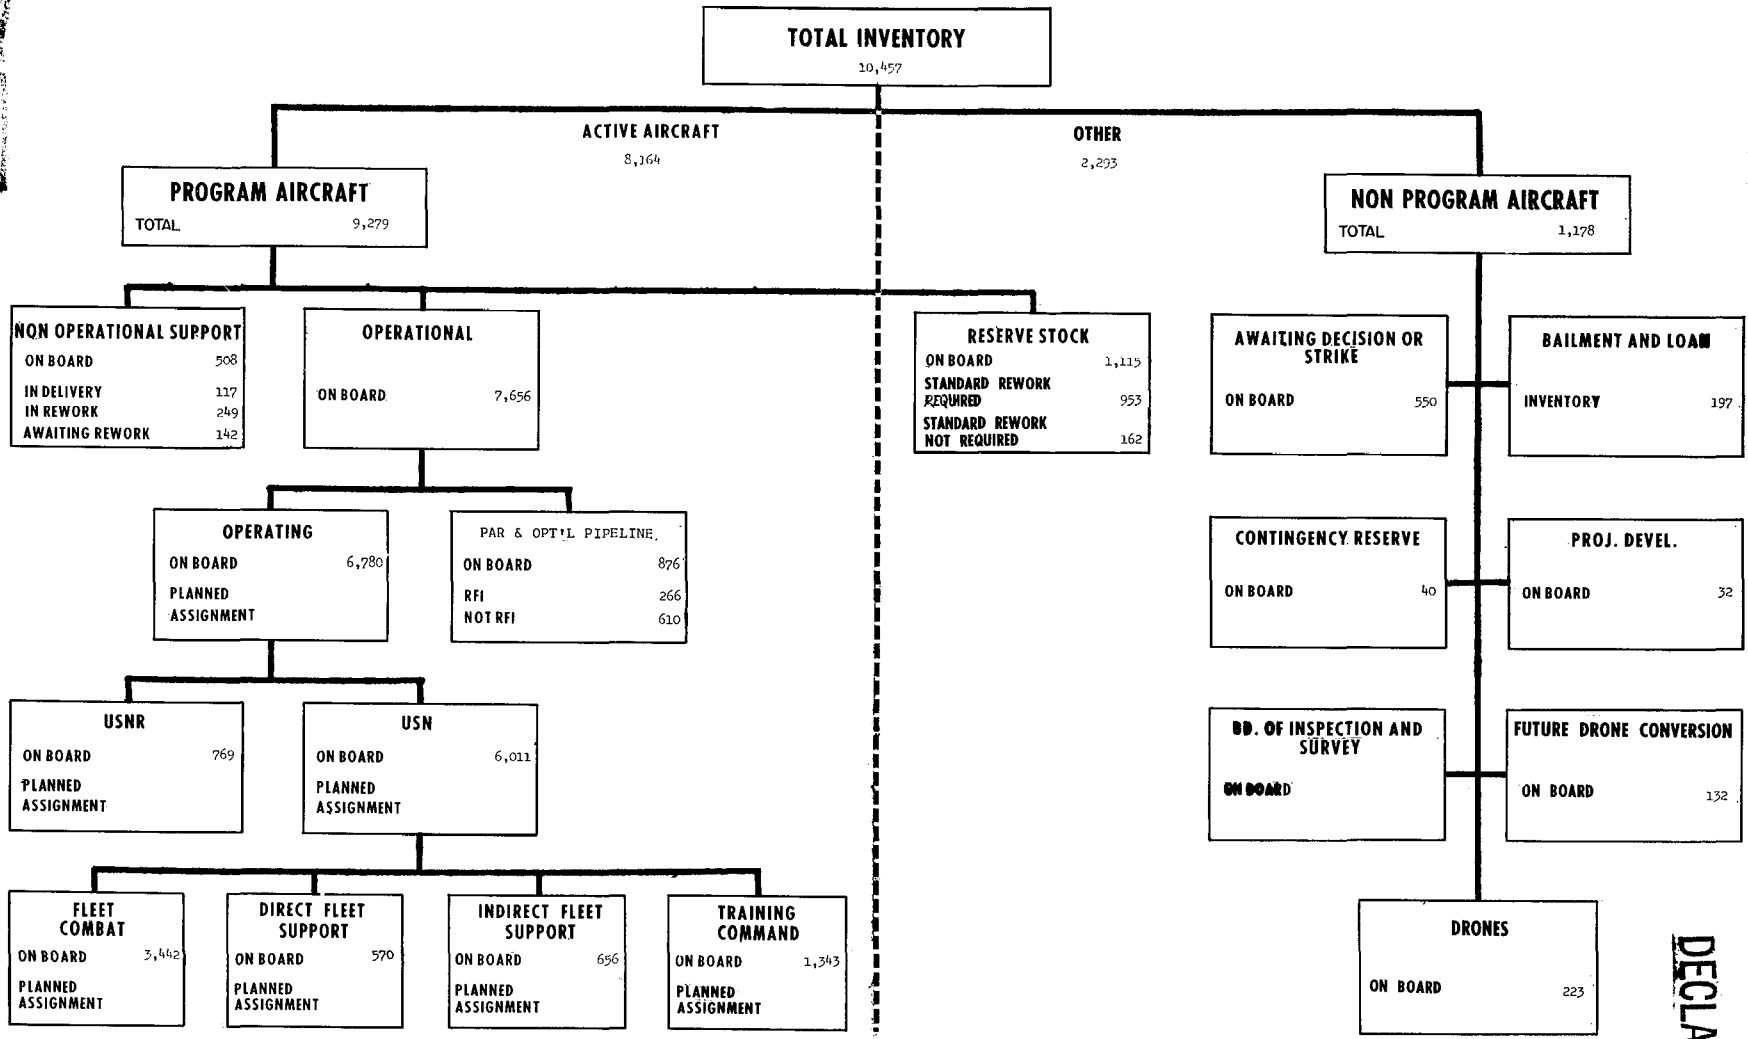 TOTAL INVENTORY
10,457
ACTIVE AIRCRAFT
8,164
OTHER
2,293
PROGRAM AIRCRAFT
TOTAL 9,279
NON PROGRAM AIRCRAFT
TOTAL 1,178
NON OPERATIONAL SUPPORT
ON BOARD 508
IN DELIVERY 117
IN REWORK 249
AWAITING REWORK 142
OPERATIONAL
ON BOARD 7,656
RESERVE STOCK
ON BOARD 1,115
STANDARD REWORK
REQUIRED 953
STANDARD REWORK
NOT REQUIRED 162
AWAITING DECISION OR
STRIKE
ON BOARD 550
BAILMENT AND LOAN
INVENTORY 197
OPERATING
ON BOARD 6,780
PLANNED
ASSIGNMENT
PAR & OPT'L PIPELINE
ON BOARD 876
RFI 266
NOT RFI 610
CONTINGENCY RESERVE
ON BOARD 40
PROJ. DEVEL.
ON BOARD 32
USNR
ON BOARD 769
PLANNED
ASSIGNMENT
USN
ON BOARD 6,011
PLANNED
ASSIGNMENT
BD. OF INSPECTION AND
SURVEY
ON BOARD
FUTURE DRONE CONVERSION
ON BOARD 132
FLEET
COMBAT
ON BOARD 3,442
PLANNED
ASSIGNMENT
DIRECT FLEET
SUPPORT
ON BOARD 570
PLANNED
ASSIGNMENT
INDIRECT FLEET
SUPPORT
ON BOARD 656
PLANNED
ASSIGNMENT
TRAINING
COMMAND
ON BOARD 1,343
PLANNED
ASSIGNMENT
DRONES
ON BOARD 223
DECLA